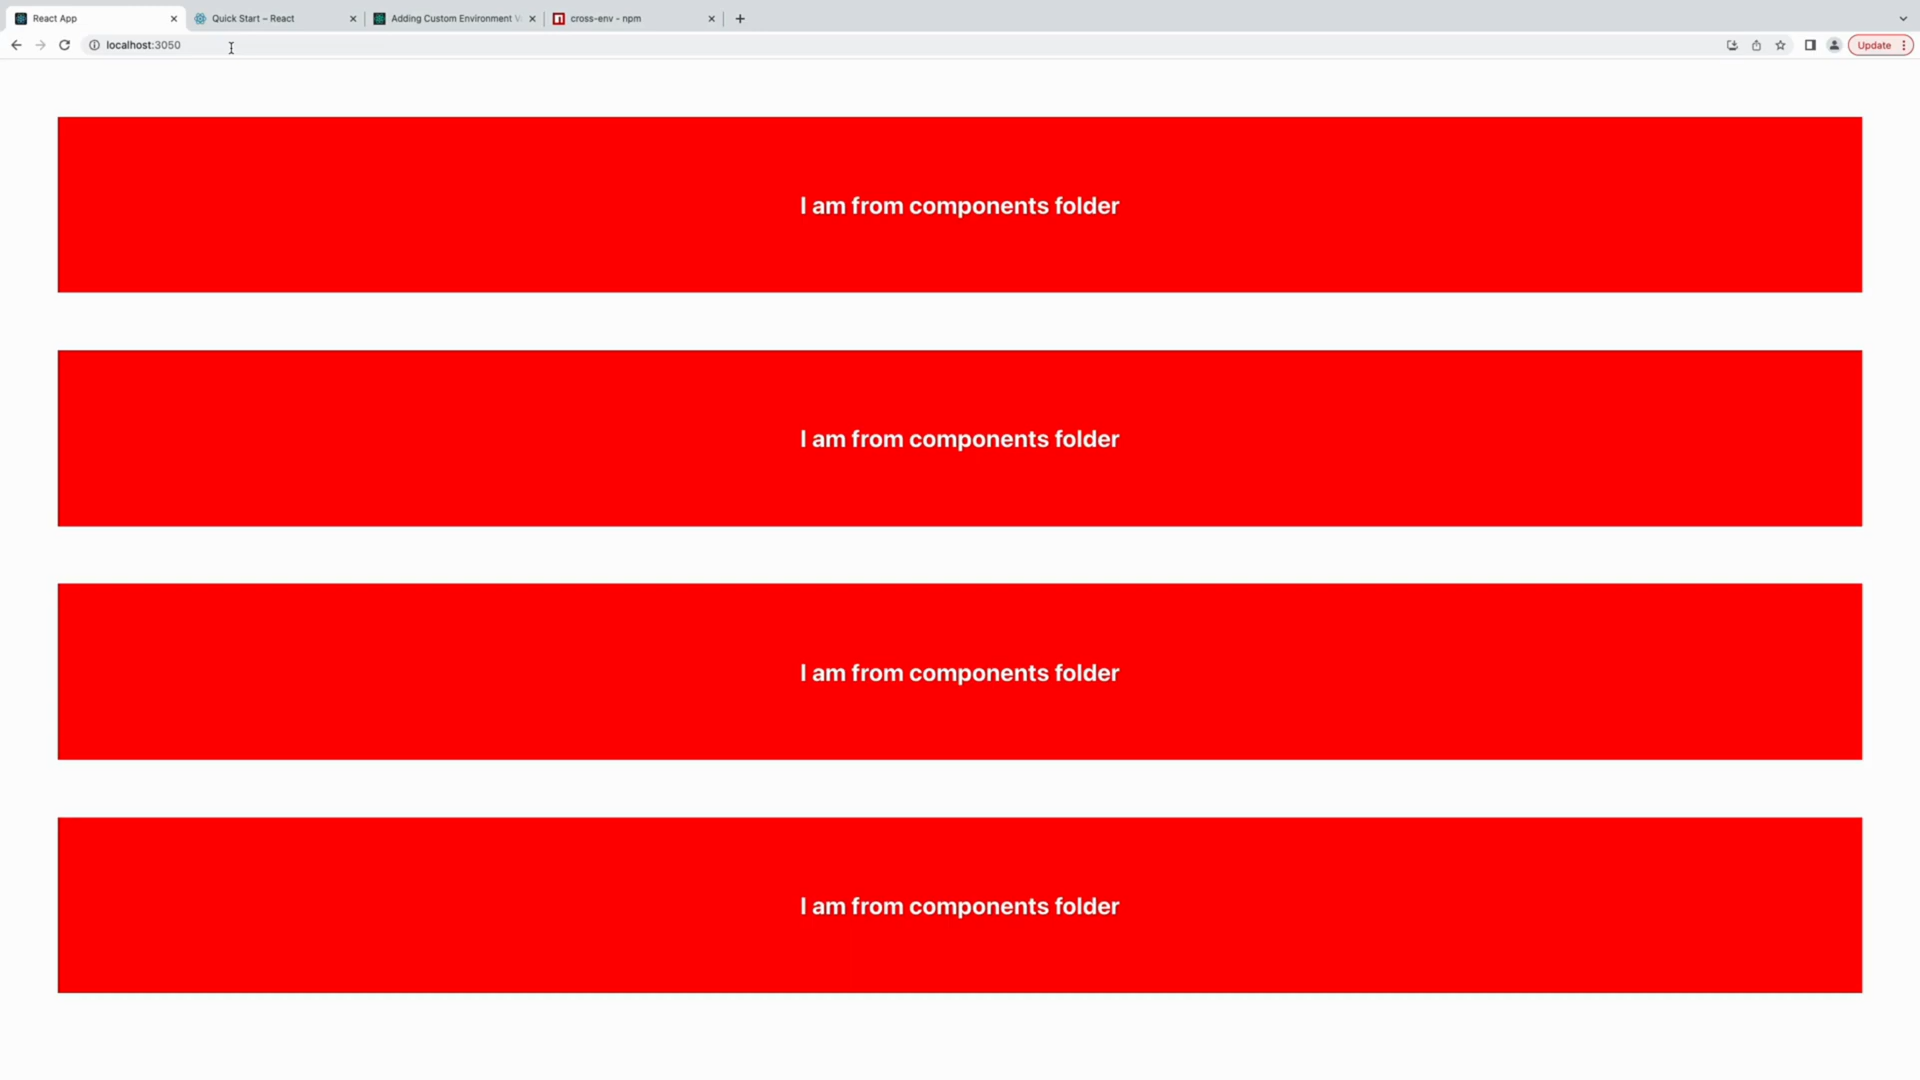 React App
Quick Start – React
Adding Custom Environment
cross-env - npm
localhost:3050
Update
I am from components folder
I am from components folder
I am from components folder
I am from components folder